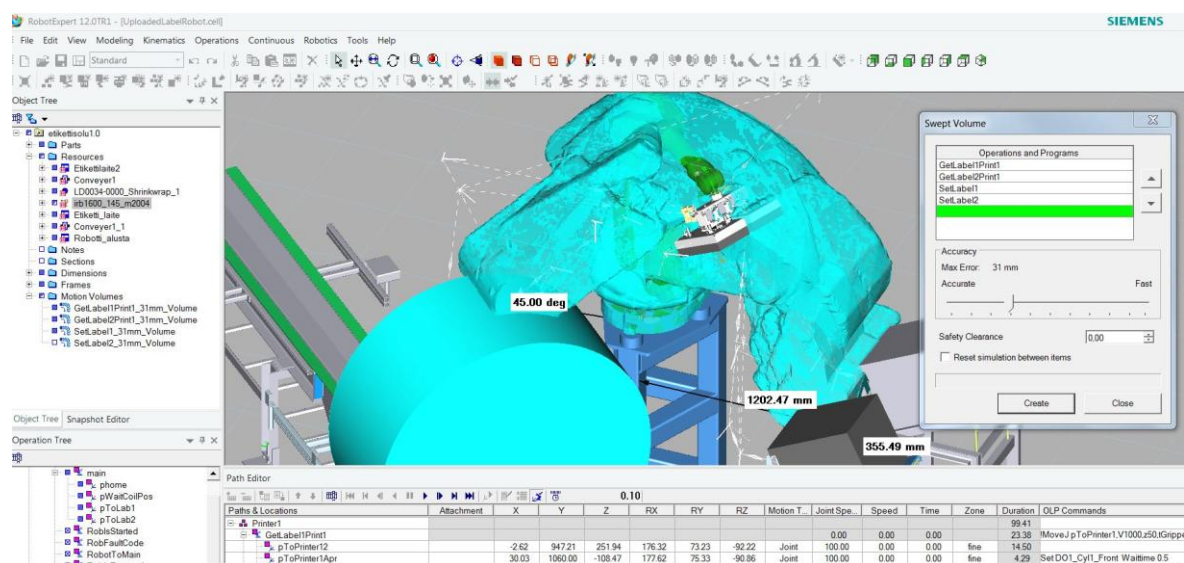 RobotExpert 12.0TR1 - [UploadedLabelRobot.cell]
SIEMENS
File Edit View Modeling Kinematics Operations Continuous Robotics Tools Help
Standard
Object Tree
etikettisolu1.0
Parts
Resources
Etikettilaite2
Conveyer1
LD0034-0000_Shrinkwrap_1
irb1600_145_m2004
Etiketti_laite
Conveyer1_1
Robotti_alusta
Notes
Sections
Dimensions
Frames
Motion Volumes
GetLabel1Print1_31mm_Volume
GetLabel2Print1_31mm_Volume
SetLabel1_31mm_Volume
SetLabel2_31mm_Volume
Object Tree Snapshot Editor
Operation Tree
main
phome
pWaitCoilPos
pToLab1
pToLab2
RobIsStarted
RobFaultCode
RobotToMain
45.00 deg
1202.47 mm
355.49 mm
Swept Volume
Operations and Programs
GetLabel1Print1
GetLabel2Print1
SetLabel1
SetLabel2
Accuracy
Max Error: 31 mm
Accurate Fast
Safety Clearance 0,00
Reset simulation between items
Create Close
Path Editor
0.10
Paths & Locations Attachment X Y Z RX RY RZ Motion T... Joint Spe... Speed Time Zone Duration OLP Commands
Printer1 99.41
GetLabel1Print1 0.00 0.00 0.00 23.38 !MoveJ pToPrinter1,V1000,z50,tGrippe
pToPrinter12 -2.62 947.21 251.94 176.32 73.23 -92.22 Joint 100.00 0.00 0.00 fine 14.50
pToPrinter1Apr 30.03 1060.00 -108.47 177.62 75.33 -90.86 Joint 100.00 0.00 0.00 fine 4.29 Set DO1_Cyl1_Front Waittime 0.5